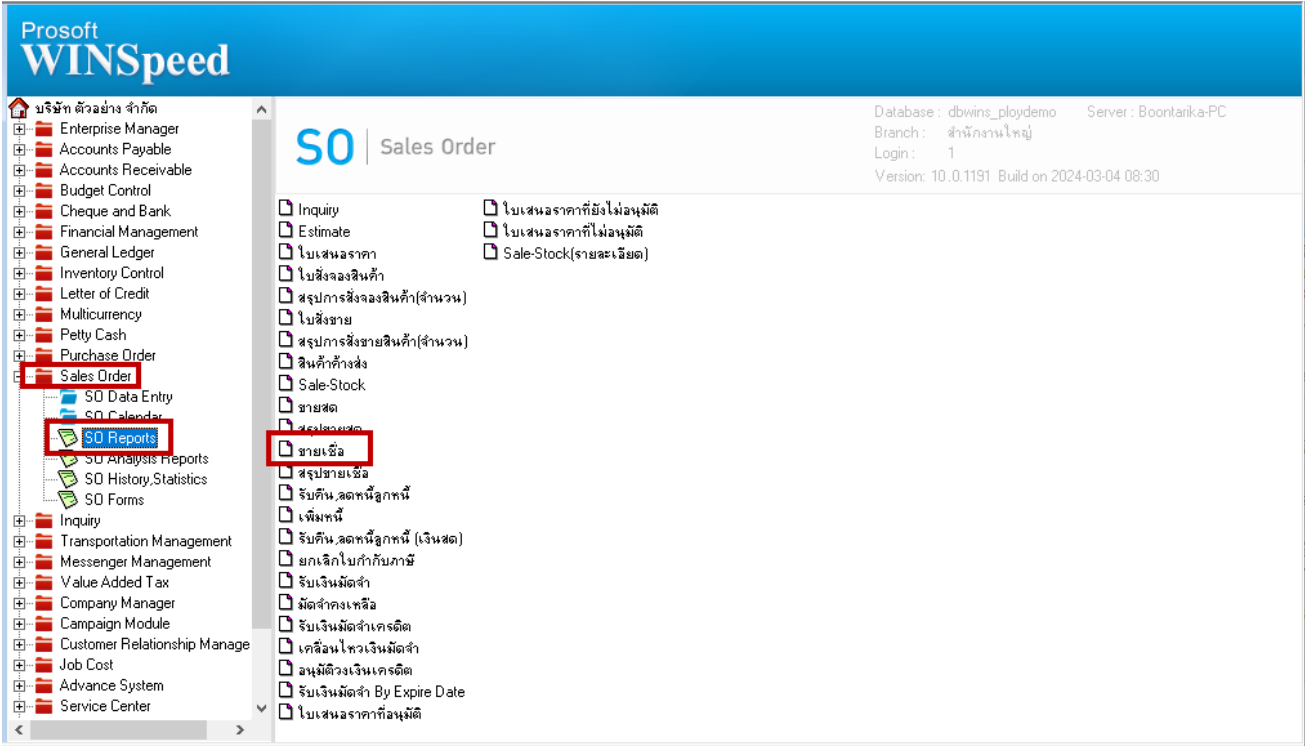 Prosoft
WINSpeed
บริษัท ตัวอย่าง จำกัด
Enterprise Manager
Accounts Payable
Accounts Receivable
Budget Control
Cheque and Bank
Financial Management
General Ledger
Inventory Control
Letter of Credit
Multicurrency
Petty Cash
Purchase Order
Sales Order
SO Data Entry
SO Calendar
SO Reports
SO Analysis Reports
SO History,Statistics
SO Forms
Inquiry
Transportation Management
Messenger Management
Value Added Tax
Company Manager
Campaign Module
Customer Relationship Manage
Job Cost
Advance System
Service Center
SO Sales Order
Database : dbwins_ploydemo Server : Boontarika-PC
Branch : สำนักงานใหญ่
Login : 1
Version: 10.0.1191 Build on 2024-03-04 08:30
Inquiry
Estimate
ใบเสนอราคา
ใบสั่งจองสินค้า
สรุปการสั่งจองสินค้า(จำนวน)
ใบสั่งขาย
สรุปการสั่งขายสินค้า(จำนวน)
สินค้าค้างส่ง
Sale-Stock
ขายสด
สรุปขายสด
ขายเชื่อ
สรุปขายเชื่อ
รับคืน,ลดหนี้ลูกหนี้
เพิ่มหนี้
รับคืน,ลดหนี้ลูกหนี้ (เงินสด)
ยกเลิกใบกำกับภาษี
รับเงินมัดจำ
มัดจำคงเหลือ
รับเงินมัดจำเครดิต
เคลื่อนไหวเงินมัดจำ
อนุมัติวงเงินเครดิต
รับเงินมัดจำ By Expire Date
ใบเสนอราคาที่อนุมัติ
ใบเสนอราคาที่ยังไม่อนุมัติ
ใบเสนอราคาที่ไม่อนุมัติ
Sale-Stock(รายละเอียด)